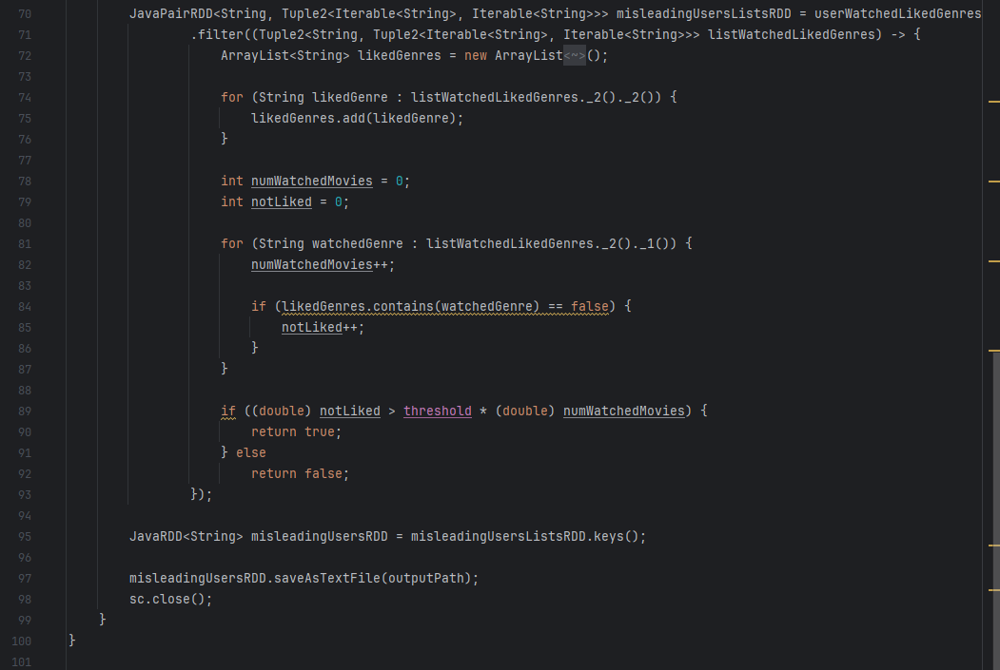 70 JavaPairRDD<String, Tuple2<Iterable<String>, Iterable<String>>> misleadingUsersListsRDD = userWatchedLikedGenres
71 .filter((Tuple2<String, Tuple2<Iterable<String>, Iterable<String>>> listWatchedLikedGenres) -> {
72 ArrayList<String> likedGenres = new ArrayList<~>();
73
74 for (String likedGenre : listWatchedLikedGenres._2()._2()) {
75 likedGenres.add(likedGenre);
76 }
77
78 int numWatchedMovies = 0;
79 int notLiked = 0;
80
81 for (String watchedGenre : listWatchedLikedGenres._2()._1()) {
82 numWatchedMovies++;
83
84 if (likedGenres.contains(watchedGenre) == false) {
85 notLiked++;
86 }
87 }
88
89 if ((double) notLiked > threshold * (double) numWatchedMovies) {
90 return true;
91 } else
92 return false;
93 });
94
95 JavaRDD<String> misleadingUsersRDD = misleadingUsersListsRDD.keys();
96
97 misleadingUsersRDD.saveAsTextFile(outputPath);
98 sc.close();
99 }
100 }
101